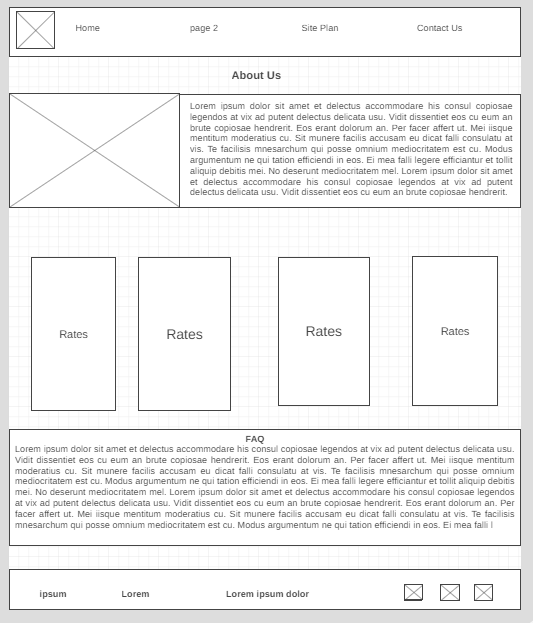 Home page 2 Site Plan Contact Us
About Us
Lorem ipsum dolor sit amet et delectus accommodare his consul copiosae
legendos at vix ad putent delectus delicata usu. Vidit dissentiet eos cu eum an
brute copiosae hendrerit. Eos erant dolorum an. Per facer affert ut. Mei iisque
mentitum moderatius cu. Sit munere facilis accusam eu dicat falli consulatu at
vis. Te facilisis mnesarchum qui posse omnium mediocritatem est cu. Modus
argumentum ne qui tation efficiendi in eos. Ei mea falli legere efficiantur et tollit
aliquip debitis mei. No deserunt mediocritatem mel. Lorem ipsum dolor sit amet
et delectus accommodare his consul copiosae legendos at vix ad putent
delectus delicata usu. Vidit dissentiet eos cu eum an brute copiosae hendrerit.
Rates Rates Rates Rates
FAQ
Lorem ipsum dolor sit amet et delectus accommodare his consul copiosae legendos at vix ad putent delectus delicata usu.
Vidit dissentiet eos cu eum an brute copiosae hendrerit. Eos erant dolorum an. Per facer affert ut. Mei iisque mentitum
moderatius cu. Sit munere facilis accusam eu dicat falli consulatu at vis. Te facilisis mnesarchum qui posse omnium
mediocritatem est cu. Modus argumentum ne qui tation efficiendi in eos. Ei mea falli legere efficiantur et tollit aliquip debitis
mei. No deserunt mediocritatem mel. Lorem ipsum dolor sit amet et delectus accommodare his consul copiosae legendos
at vix ad putent delectus delicata usu. Vidit dissentiet eos cu eum an brute copiosae hendrerit. Eos erant dolorum an. Per
facer affert ut. Mei iisque mentitum moderatius cu. Sit munere facilis accusam eu dicat falli consulatu at vis. Te facilisis
mnesarchum qui posse omnium mediocritatem est cu. Modus argumentum ne qui tation efficiendi in eos. Ei mea falli l
ipsum Lorem Lorem ipsum dolor